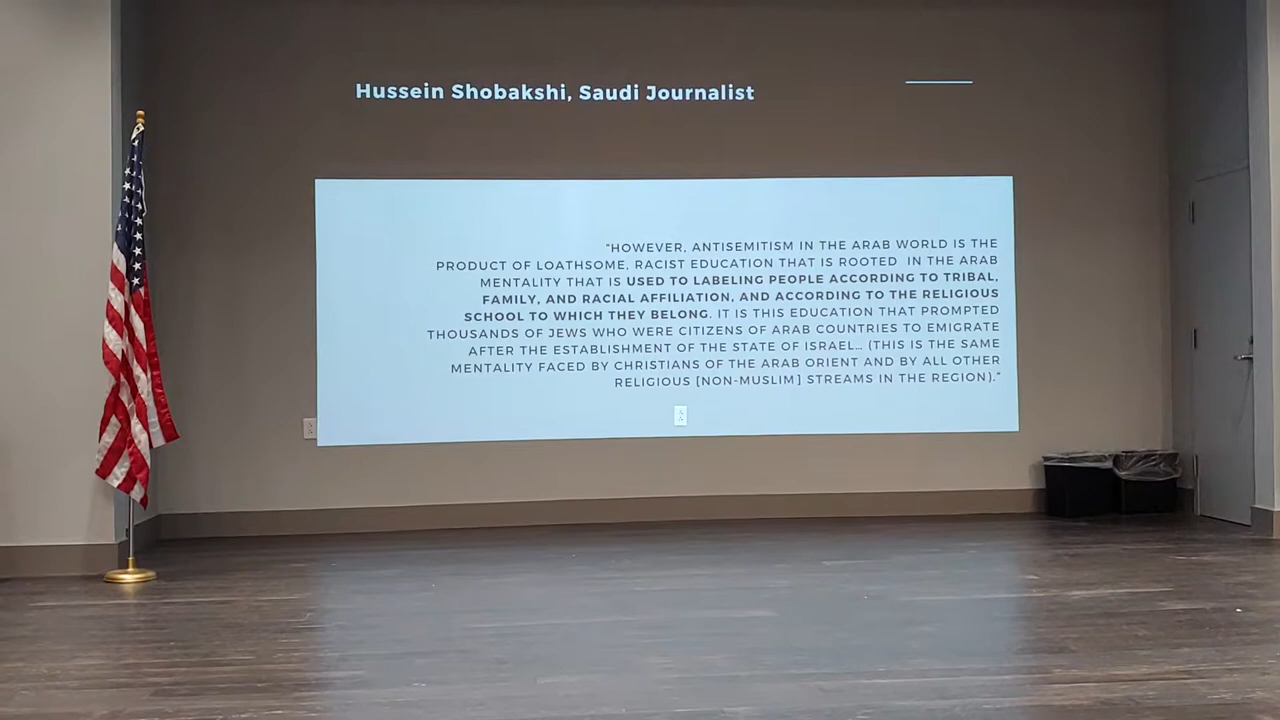 Hussein Shobakshi, Saudi Journalist
"HOWEVER, ANTISEMITISM IN THE ARAB WORLD IS THE
PRODUCT OF LOATHSOME, RACIST EDUCATION THAT IS ROOTED IN THE ARAB
MENTALITY THAT IS USED TO LABELING PEOPLE ACCORDING TO TRIBAL,
FAMILY, AND RACIAL AFFILIATION, AND ACCORDING TO THE RELIGIOUS
SCHOOL TO WHICH THEY BELONG. IT IS THIS EDUCATION THAT PROMPTED
THOUSANDS OF JEWS WHO WERE CITIZENS OF ARAB COUNTRIES TO EMIGRATE
AFTER THE ESTABLISHMENT OF THE STATE OF ISRAEL... (THIS IS THE SAME
MENTALITY FACED BY CHRISTIANS OF THE ARAB ORIENT AND BY ALL OTHER
RELIGIOUS [NON-MUSLIM] STREAMS IN THE REGION)."